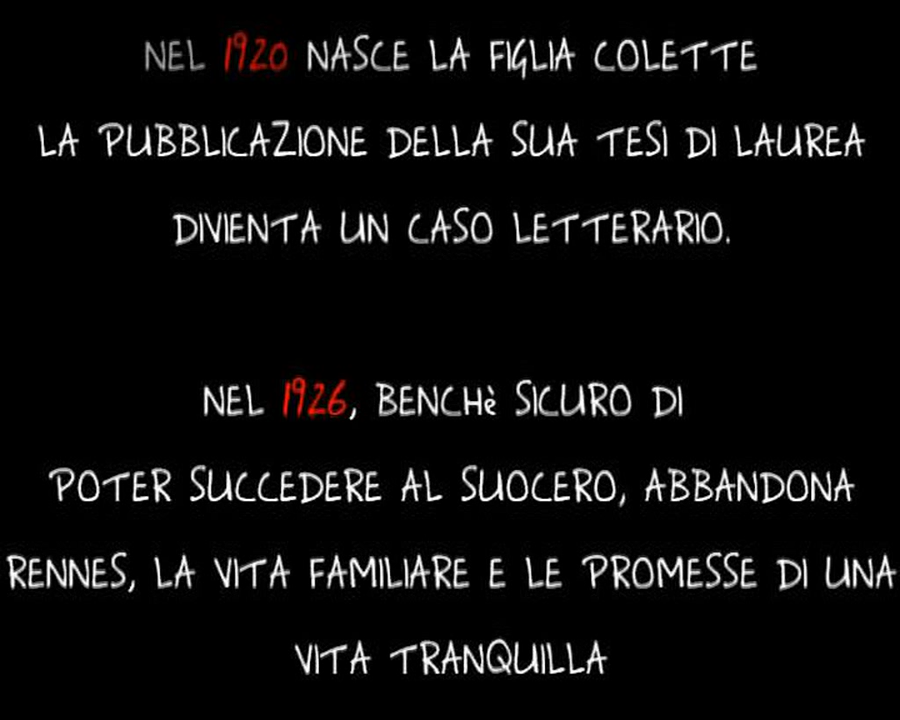 NEL 1920 NASCE LA FIGLIA COLETTE
LA PUBBLICAZIONE DELLA SUA TESI DI LAUREA
DIVIENTA UN CASO LETTERARIO.
NEL 1926, BENCHè SICURO DI
POTER SUCCEDERE AL SUOCERO, ABBANDONA
RENNES, LA VITA FAMILIARE E LE PROMESSE DI UNA
VITA TRANQUILLA